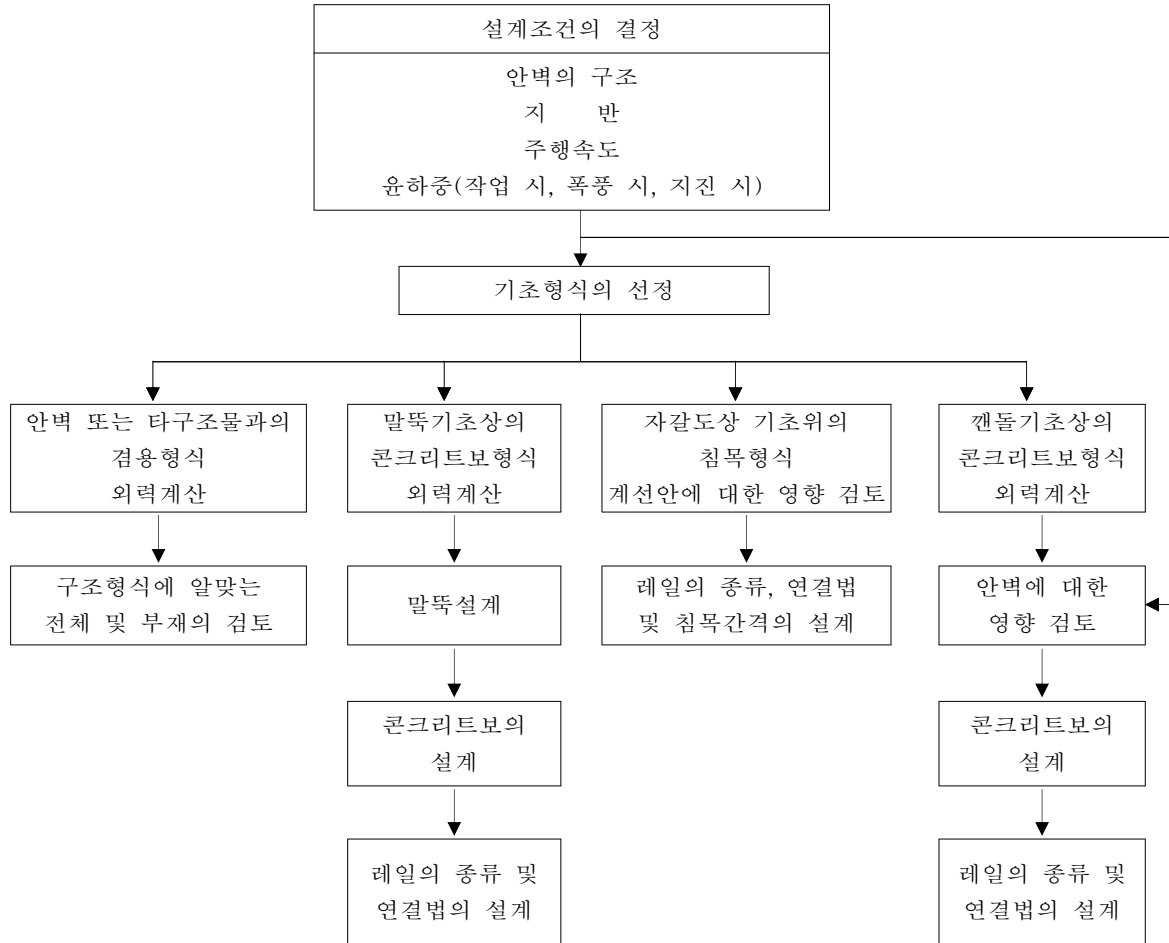 설계조건의 결정
안벽의 구조
지 반
주행속도
윤하중(작업 시, 폭풍 시, 지진 시)
기초형식의 선정
안벽 또는 타구조물과의
겸용형식
외력계산
말뚝기초상의
콘크리트보형식
외력계산
자갈도상 기초위의
침목형식
계선안에 대한 영향 검토
깬돌기초상의
콘크리트보형식
외력계산
구조형식에 알맞는
전체 및 부재의 검토
말뚝설계
레일의 종류, 연결법
및 침목간격의 설계
안벽에 대한
영향 검토
콘크리트보의
설계
콘크리트보의
설계
레일의 종류 및
연결법의 설계
레일의 종류 및
연결법의 설계